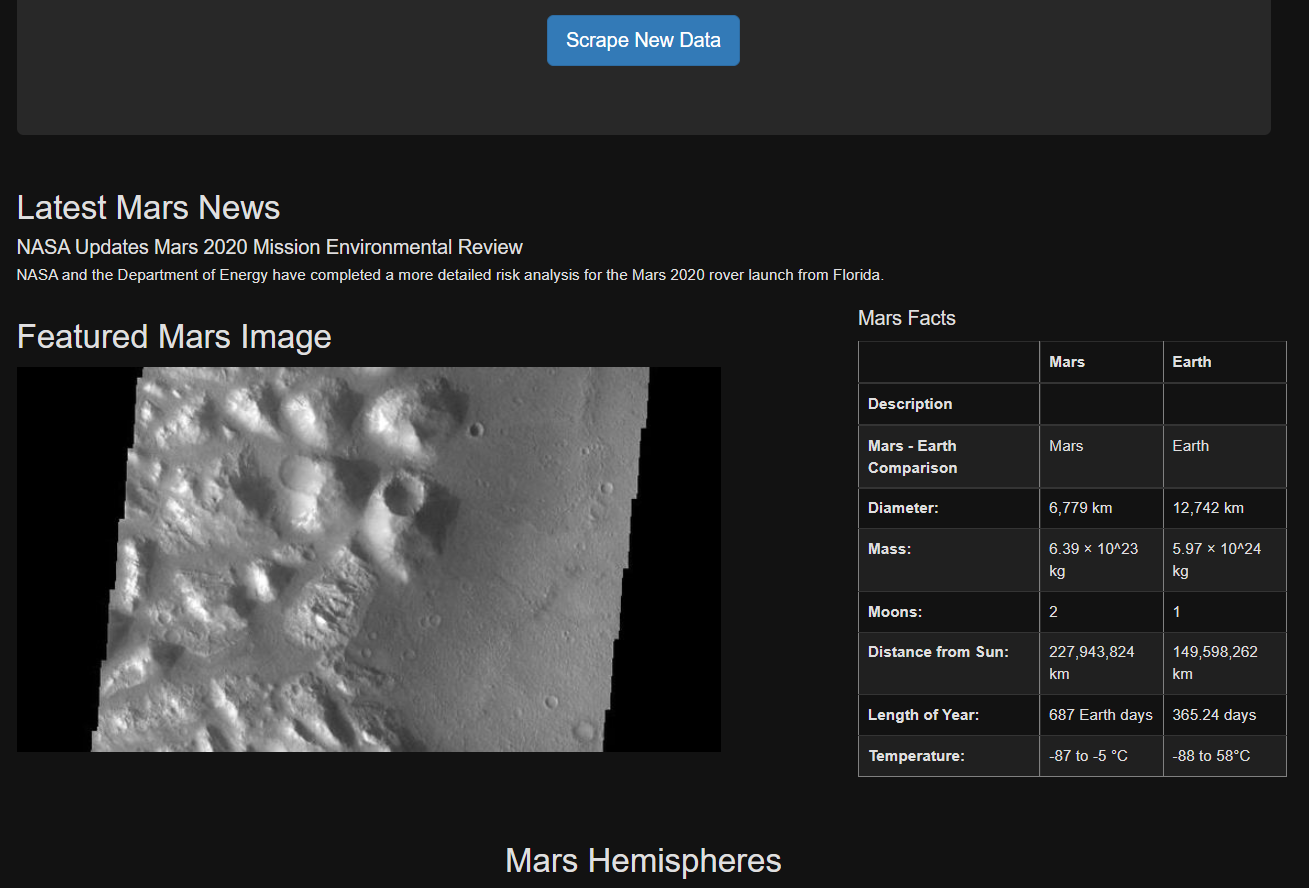 Scrape New Data
Latest Mars News
NASA Updates Mars 2020 Mission Environmental Review
NASA and the Department of Energy have completed a more detailed risk analysis for the Mars 2020 rover launch from Florida.
Featured Mars Image
Mars Facts
Mars Earth
Description
Mars - Earth Mars Earth
Comparison
Diameter: 6,779 km 12,742 km
Mass: 6.39 × 10^23 5.97 × 10^24
kg kg
Moons: 2 1
Distance from Sun: 227,943,824 149,598,262
km km
Length of Year: 687 Earth days 365.24 days
Temperature: -87 to -5 °C -88 to 58°C
Mars Hemispheres